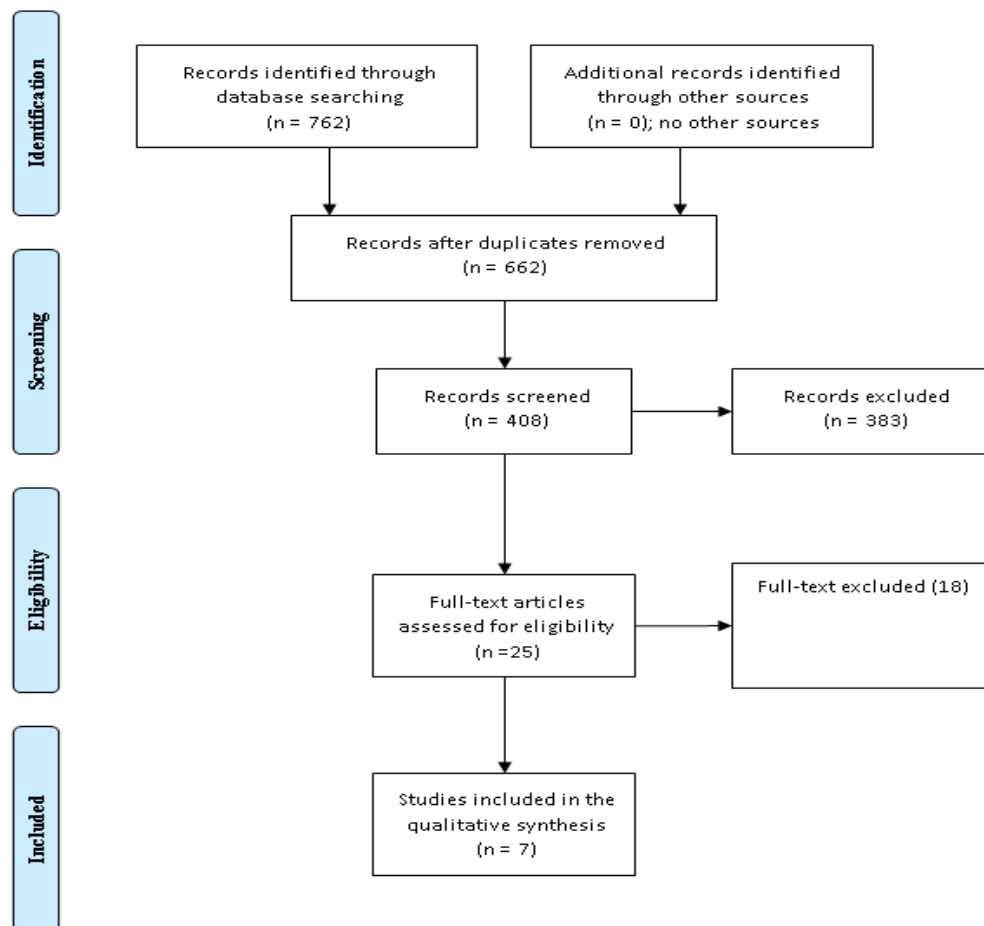 Identification
Records identified through
database searching
(n = 762)
Additional records identified
through other sources
(n = 0); no other sources
Records after duplicates removed
(n = 662)
Screening
Records screened
(n = 408)
Records excluded
(n = 383)
Eligibility
Full-text articles
assessed for eligibility
(n =25)
Full-text excluded (18)
Included
Studies included in the
qualitative synthesis
(n = 7)